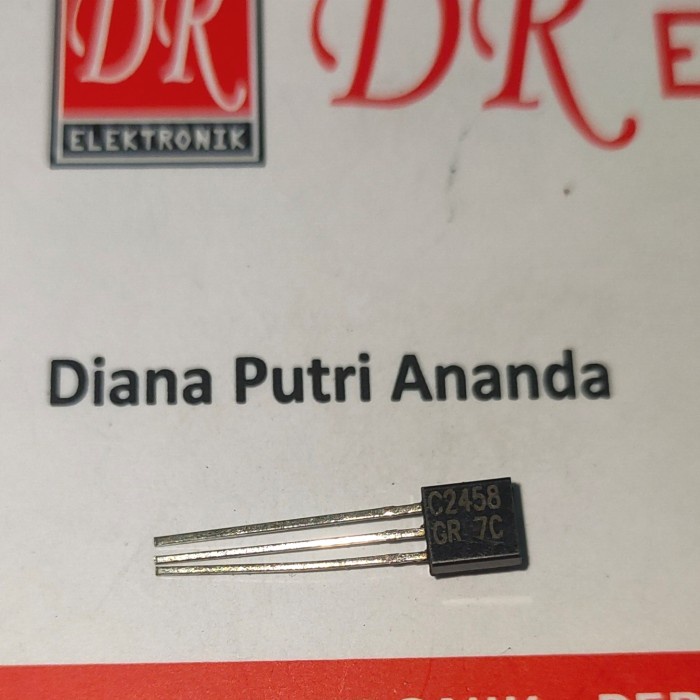 DR
ELEKTRONIK
DR E
Diana Putri Ananda
C2458
GR 7C